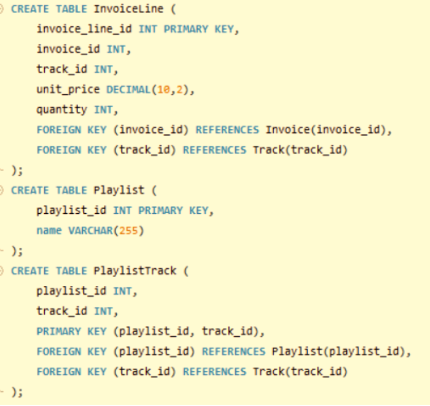 CREATE TABLE InvoiceLine (
    invoice_line_id INT PRIMARY KEY,
    invoice_id INT,
    track_id INT,
    unit_price DECIMAL(10,2),
    quantity INT,
    FOREIGN KEY (invoice_id) REFERENCES Invoice(invoice_id),
    FOREIGN KEY (track_id) REFERENCES Track(track_id)
);
CREATE TABLE Playlist (
    playlist_id INT PRIMARY KEY,
    name VARCHAR(255)
);
CREATE TABLE PlaylistTrack (
    playlist_id INT,
    track_id INT,
    PRIMARY KEY (playlist_id, track_id),
    FOREIGN KEY (playlist_id) REFERENCES Playlist(playlist_id),
    FOREIGN KEY (track_id) REFERENCES Track(track_id)
);